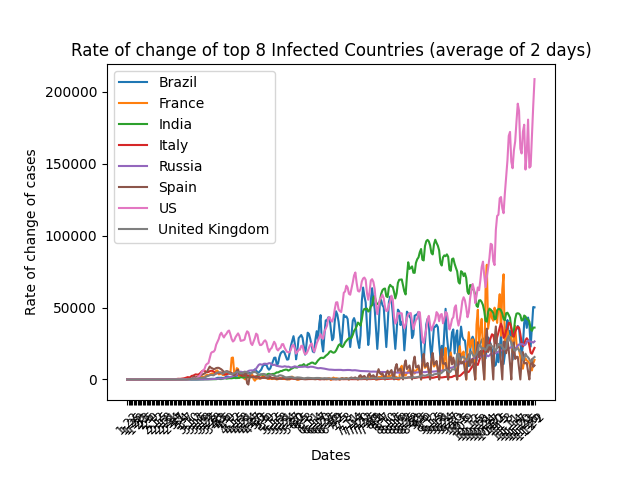 Rate of change of top 8 Infected Countries (average of 2 days)
Brazil
France
India
Italy
Russia
Spain
US
United Kingdom
200000
150000
100000
50000
0
Rate of change of cases
Dates